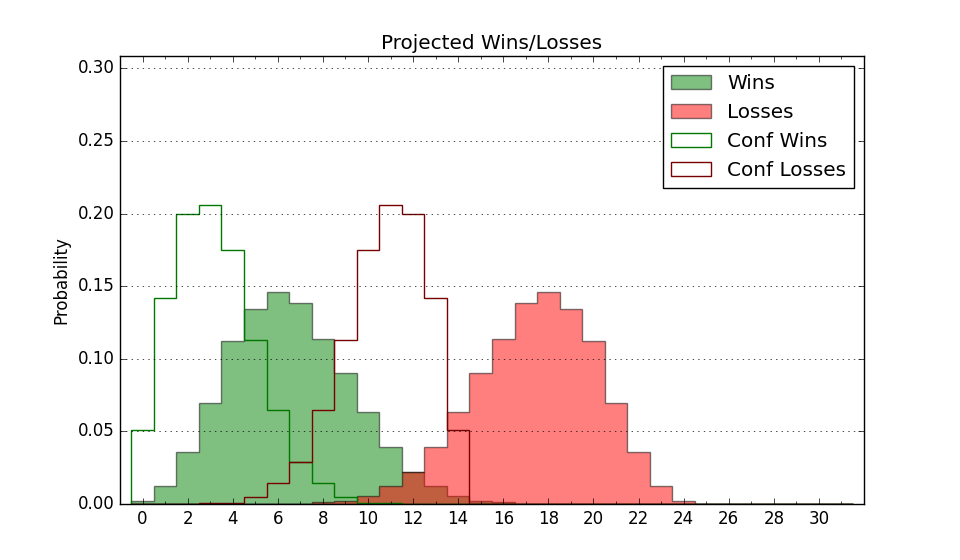 Projected Wins/Losses
Wins
Losses
Conf Wins
Conf Losses
Probability
0.30
0.25
0.20
0.15
0.10
0.05
0.00
0 2 4 6 8 10 12 14 16 18 20 22 24 26 28 30